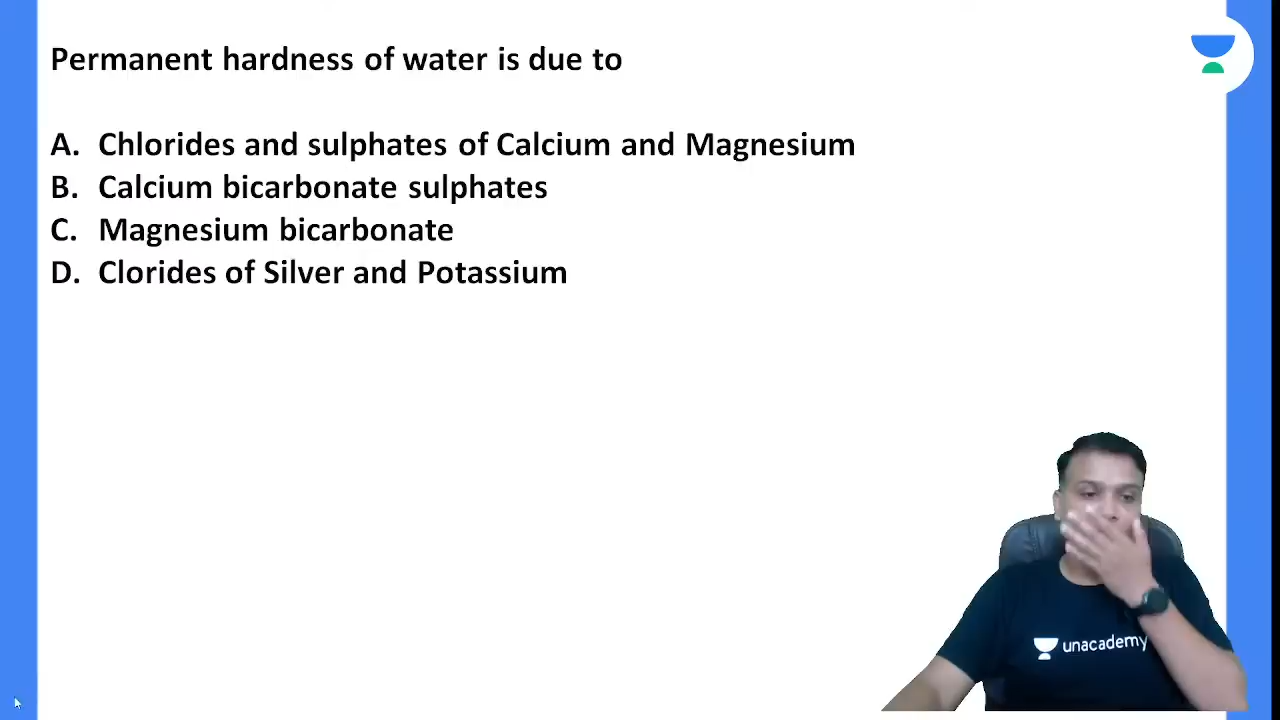 Permanent hardness of water is due to
A. Chlorides and sulphates of Calcium and Magnesium
B. Calcium bicarbonate sulphates
C. Magnesium bicarbonate
D. Clorides of Silver and Potassium
unacademy